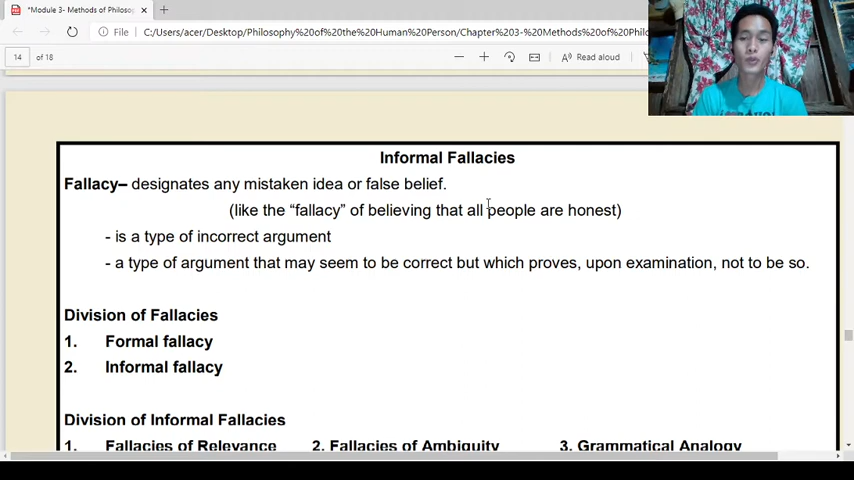 *Module 3- Methods of Philosop
File C:/Users/acer/Desktop/Philosophy%20of%20the%20Human%20Person/Chapter%203-%20Methods%20of%20Phil
14 of 18
Read aloud
Informal Fallacies
Fallacy– designates any mistaken idea or false belief.
(like the “fallacy” of believing that all people are honest)
- is a type of incorrect argument
- a type of argument that may seem to be correct but which proves, upon examination, not to be so.
Division of Fallacies
1. Formal fallacy
2. Informal fallacy
Division of Informal Fallacies
1. Fallacies of Relevance 2. Fallacies of Ambiguity 3. Grammatical Analogy